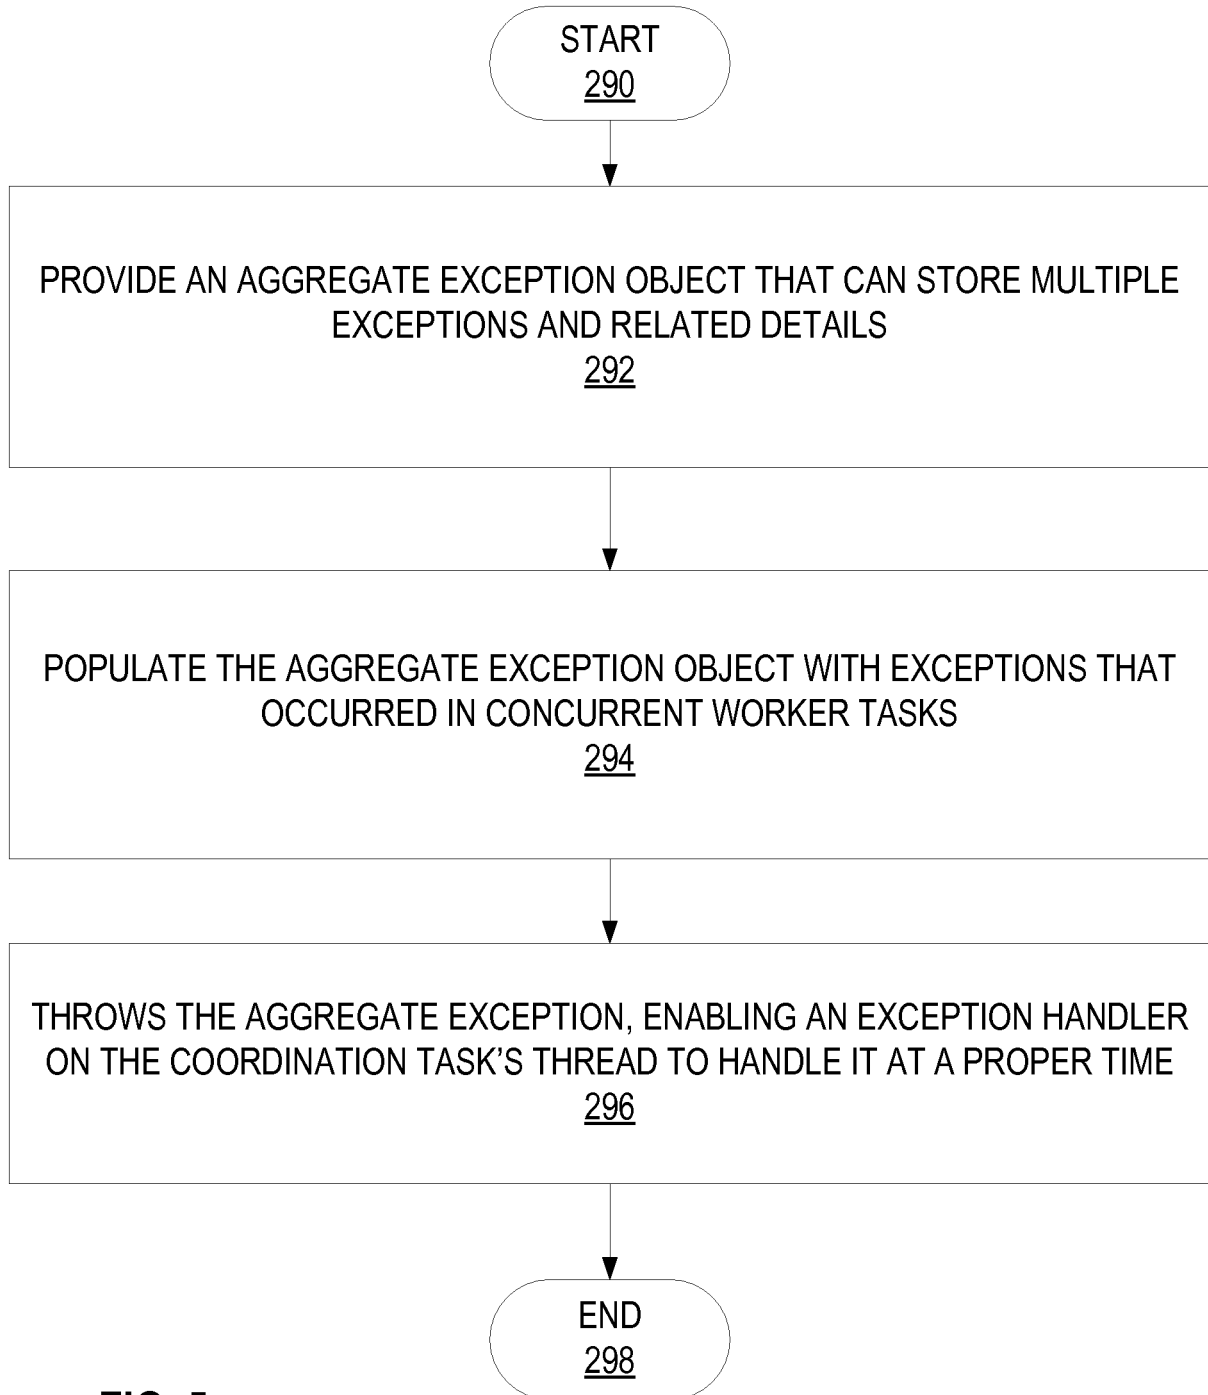 START
290
PROVIDE AN AGGREGATE EXCEPTION OBJECT THAT CAN STORE MULTIPLE
EXCEPTIONS AND RELATED DETAILS
292
POPULATE THE AGGREGATE EXCEPTION OBJECT WITH EXCEPTIONS THAT
OCCURRED IN CONCURRENT WORKER TASKS
294
THROWS THE AGGREGATE EXCEPTION, ENABLING AN EXCEPTION HANDLER
ON THE COORDINATION TASK’S THREAD TO HANDLE IT AT A PROPER TIME
296
END
298